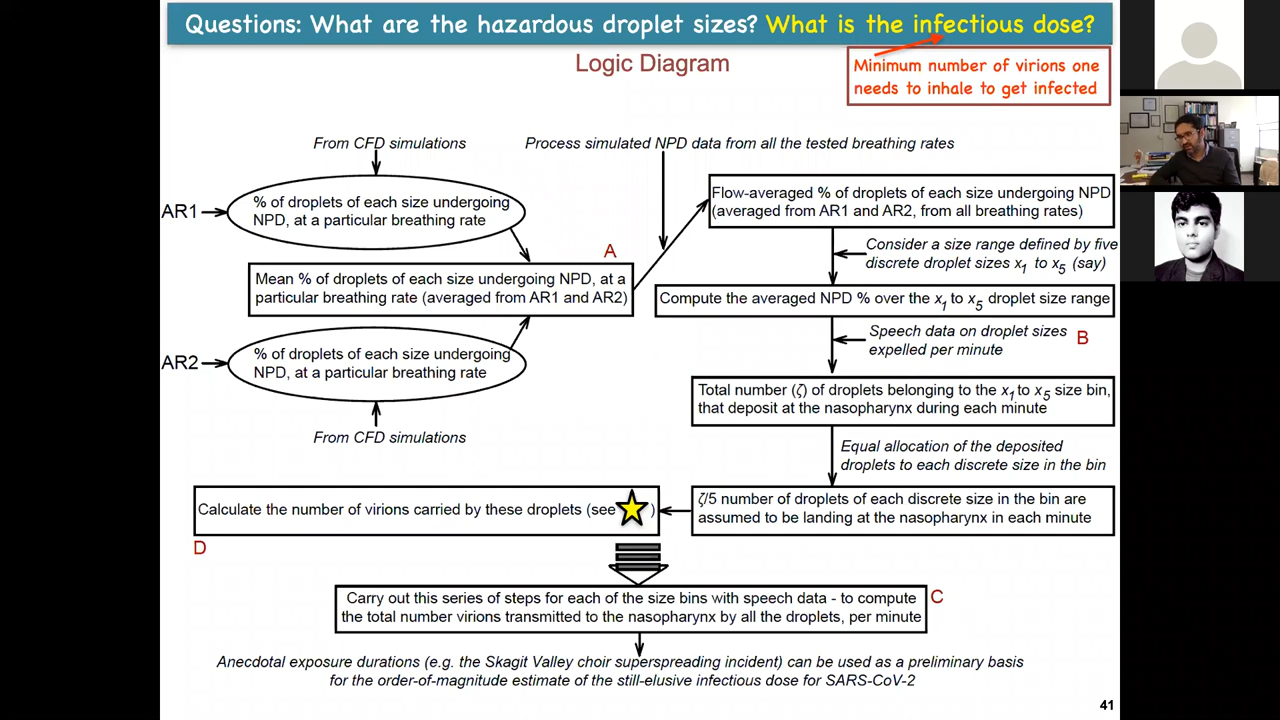 Questions: What are the hazardous droplet sizes? What is the infectious dose?
Logic Diagram
Minimum number of virions one
needs to inhale to get infected
From CFD simulations
Process simulated NPD data from all the tested breathing rates
AR1
% of droplets of each size undergoing
NPD, at a particular breathing rate
Flow-averaged % of droplets of each size undergoing NPD
(averaged from AR1 and AR2, from all breathing rates)
A
Consider a size range defined by five
discrete droplet sizes x1 to x5 (say)
Mean % of droplets of each size undergoing NPD, at a
particular breathing rate (averaged from AR1 and AR2)
Compute the averaged NPD % over the x1 to x5 droplet size range
Speech data on droplet sizes
expelled per minute
B
AR2
% of droplets of each size undergoing
NPD, at a particular breathing rate
Total number (ζ) of droplets belonging to the x1 to x5 size bin,
that deposit at the nasopharynx during each minute
From CFD simulations
Equal allocation of the deposited
droplets to each discrete size in the bin
Calculate the number of virions carried by these droplets (see ★)
ζ/5 number of droplets of each discrete size in the bin are
assumed to be landing at the nasopharynx in each minute
D
Carry out this series of steps for each of the size bins with speech data - to compute
the total number virions transmitted to the nasopharynx by all the droplets, per minute
C
Anecdotal exposure durations (e.g. the Skagit Valley choir superspreading incident) can be used as a preliminary basis
for the order-of-magnitude estimate of the still-elusive infectious dose for SARS-CoV-2
41